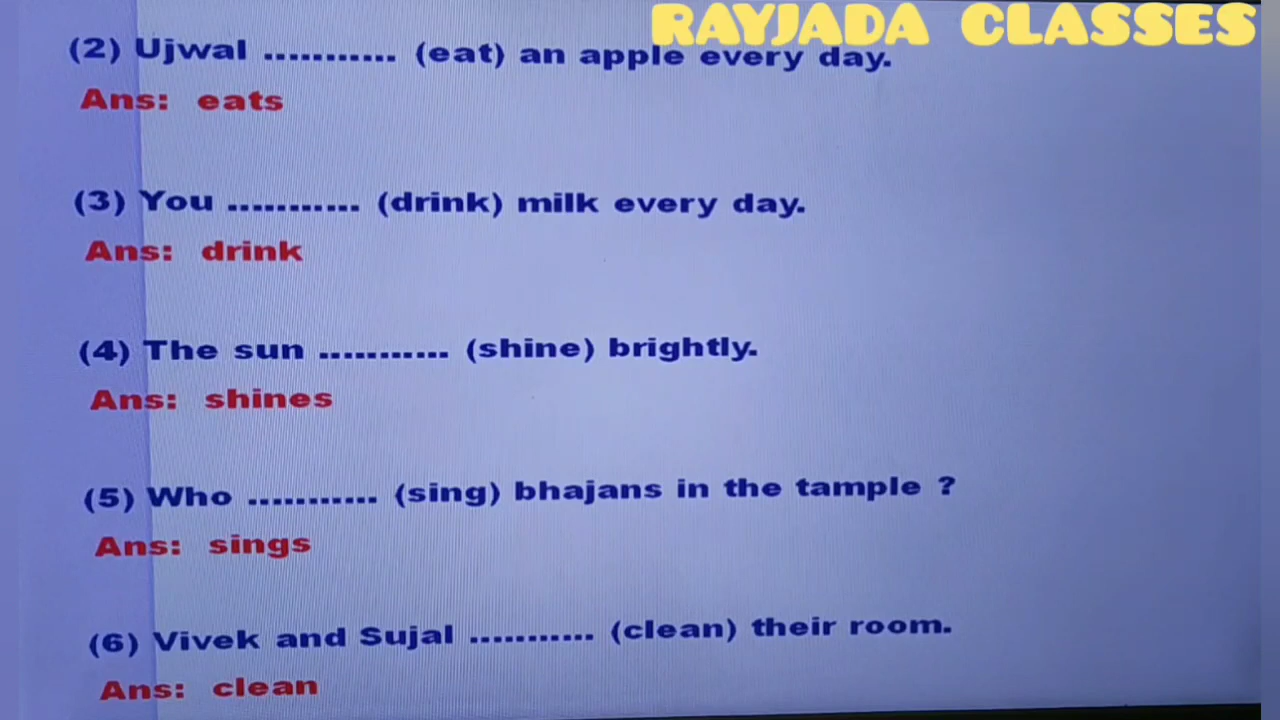 RAYJADA CLASSES
(2) Ujwal ........... (eat) an apple every day.
Ans: eats
(3) You ........... (drink) milk every day.
Ans: drink
(4) The sun ........... (shine) brightly.
Ans: shines
(5) Who ........... (sing) bhajans in the tample ?
Ans: sings
(6) Vivek and Sujal ........... (clean) their room.
Ans: clean